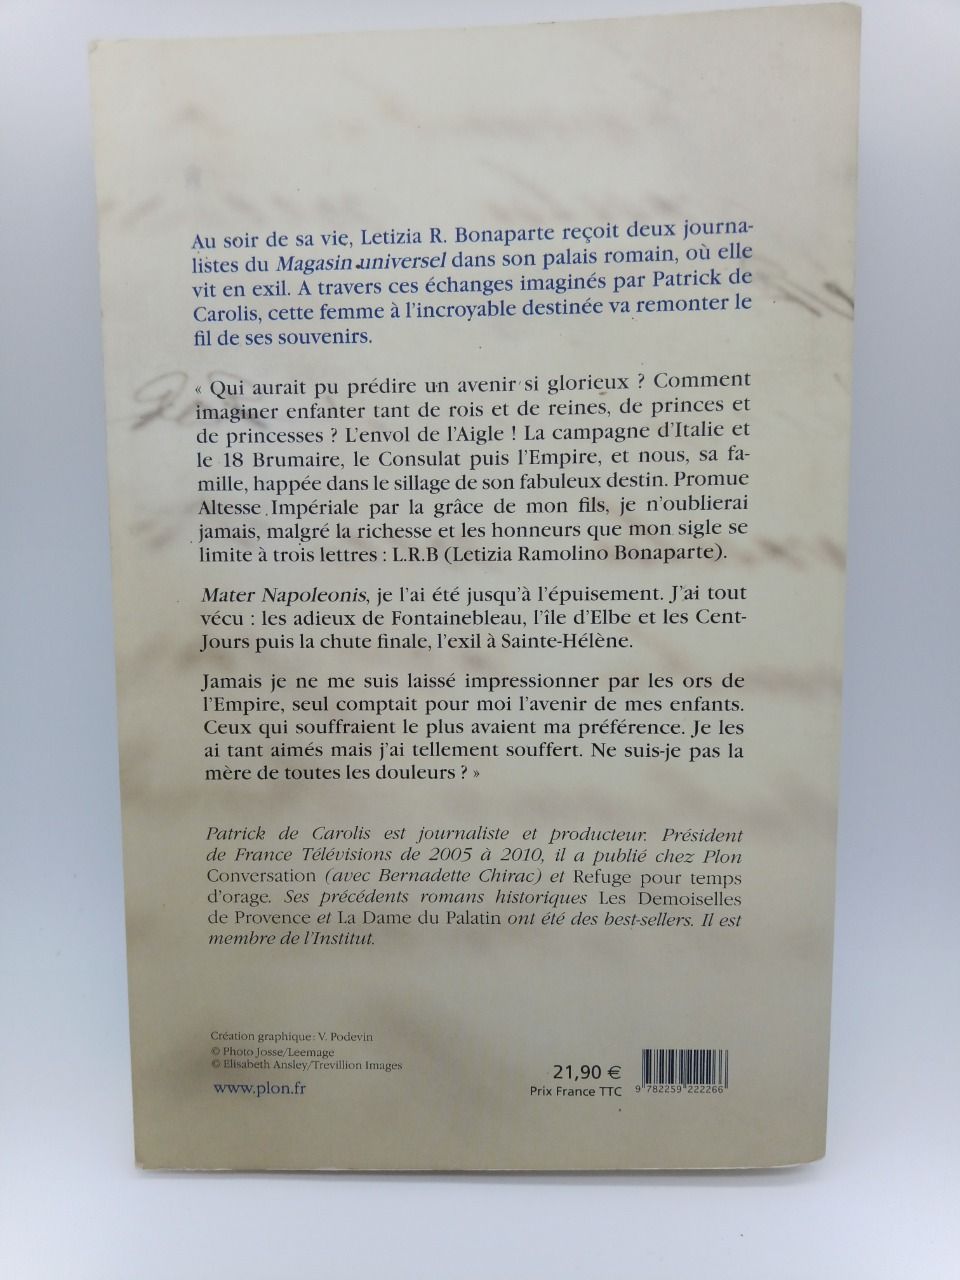 Au soir de sa vie, Letizia R. Bonaparte reçoit deux journa-
listes du Magasin universel dans son palais romain, où elle
vit en exil. A travers ces échanges imaginés par Patrick de
Carolis, cette femme à l'incroyable destinée va remonter le
fil de ses souvenirs.
« Qui aurait pu prédire un avenir si glorieux ? Comment
imaginer enfanter tant de rois et de reines, de princes et
de princesses ? L'envol de l'Aigle ! La campagne d'Italie et
le 18 Brumaire, le Consulat puis l'Empire, et nous, sa fa-
mille, happée dans le sillage de son fabuleux destin. Promue
Altesse Impériale par la grâce de mon fils, je n'oublierai
jamais, malgré la richesse et les honneurs que mon sigle se
limite à trois lettres : L.R.B (Letizia Ramolino Bonaparte).
Mater Napoleonis, je l'ai été jusqu'à l'épuisement. J'ai tout
vécu : les adieux de Fontainebleau, l'île d'Elbe et les Cent-
Jours puis la chute finale, l'exil à Sainte-Hélène.
Jamais je ne me suis laissé impressionner par les ors de
l'Empire, seul comptait pour moi l'avenir de mes enfants.
Ceux qui souffraient le plus avaient ma préférence. Je les
ai tant aimés mais j'ai tellement souffert. Ne suis-je pas la
mère de toutes les douleurs ? »
Patrick de Carolis est journaliste et producteur. Président
de France Télévisions de 2005 à 2010, il a publié chez Plon
Conversation (avec Bernadette Chirac) et Refuge pour temps
d'orage. Ses précédents romans historiques Les Demoiselles
de Provence et La Dame du Palatin ont été des best-sellers. Il est
membre de l'Institut.
Création graphique : V. Podevin
© Photo Josse/Leemage
© Elisabeth Ansley/Trevillion Images
www.plon.fr
21,90 €
Prix France TTC
9 782259 222266